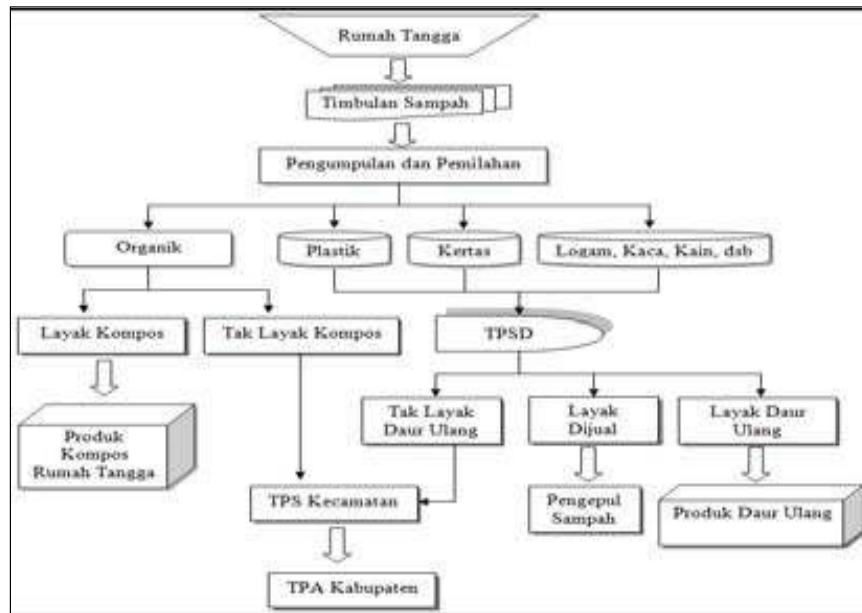 Rumah Tangga
Timbulan Sampah
Pengumpulan dan Pemilahan
Organik
Plastik
Kertas
Logam, Kaca, Kain, dsb
Layak Kompos
Tak Layak Kompos
TPSD
Tak Layak
Daur Ulang
Layak
Dijual
Layak Daur
Ulang
Produk
Kompos
Rumah Tangga
TPS Kecamatan
Pengepul
Sampah
Produk Daur Ulang
TPA Kabupaten